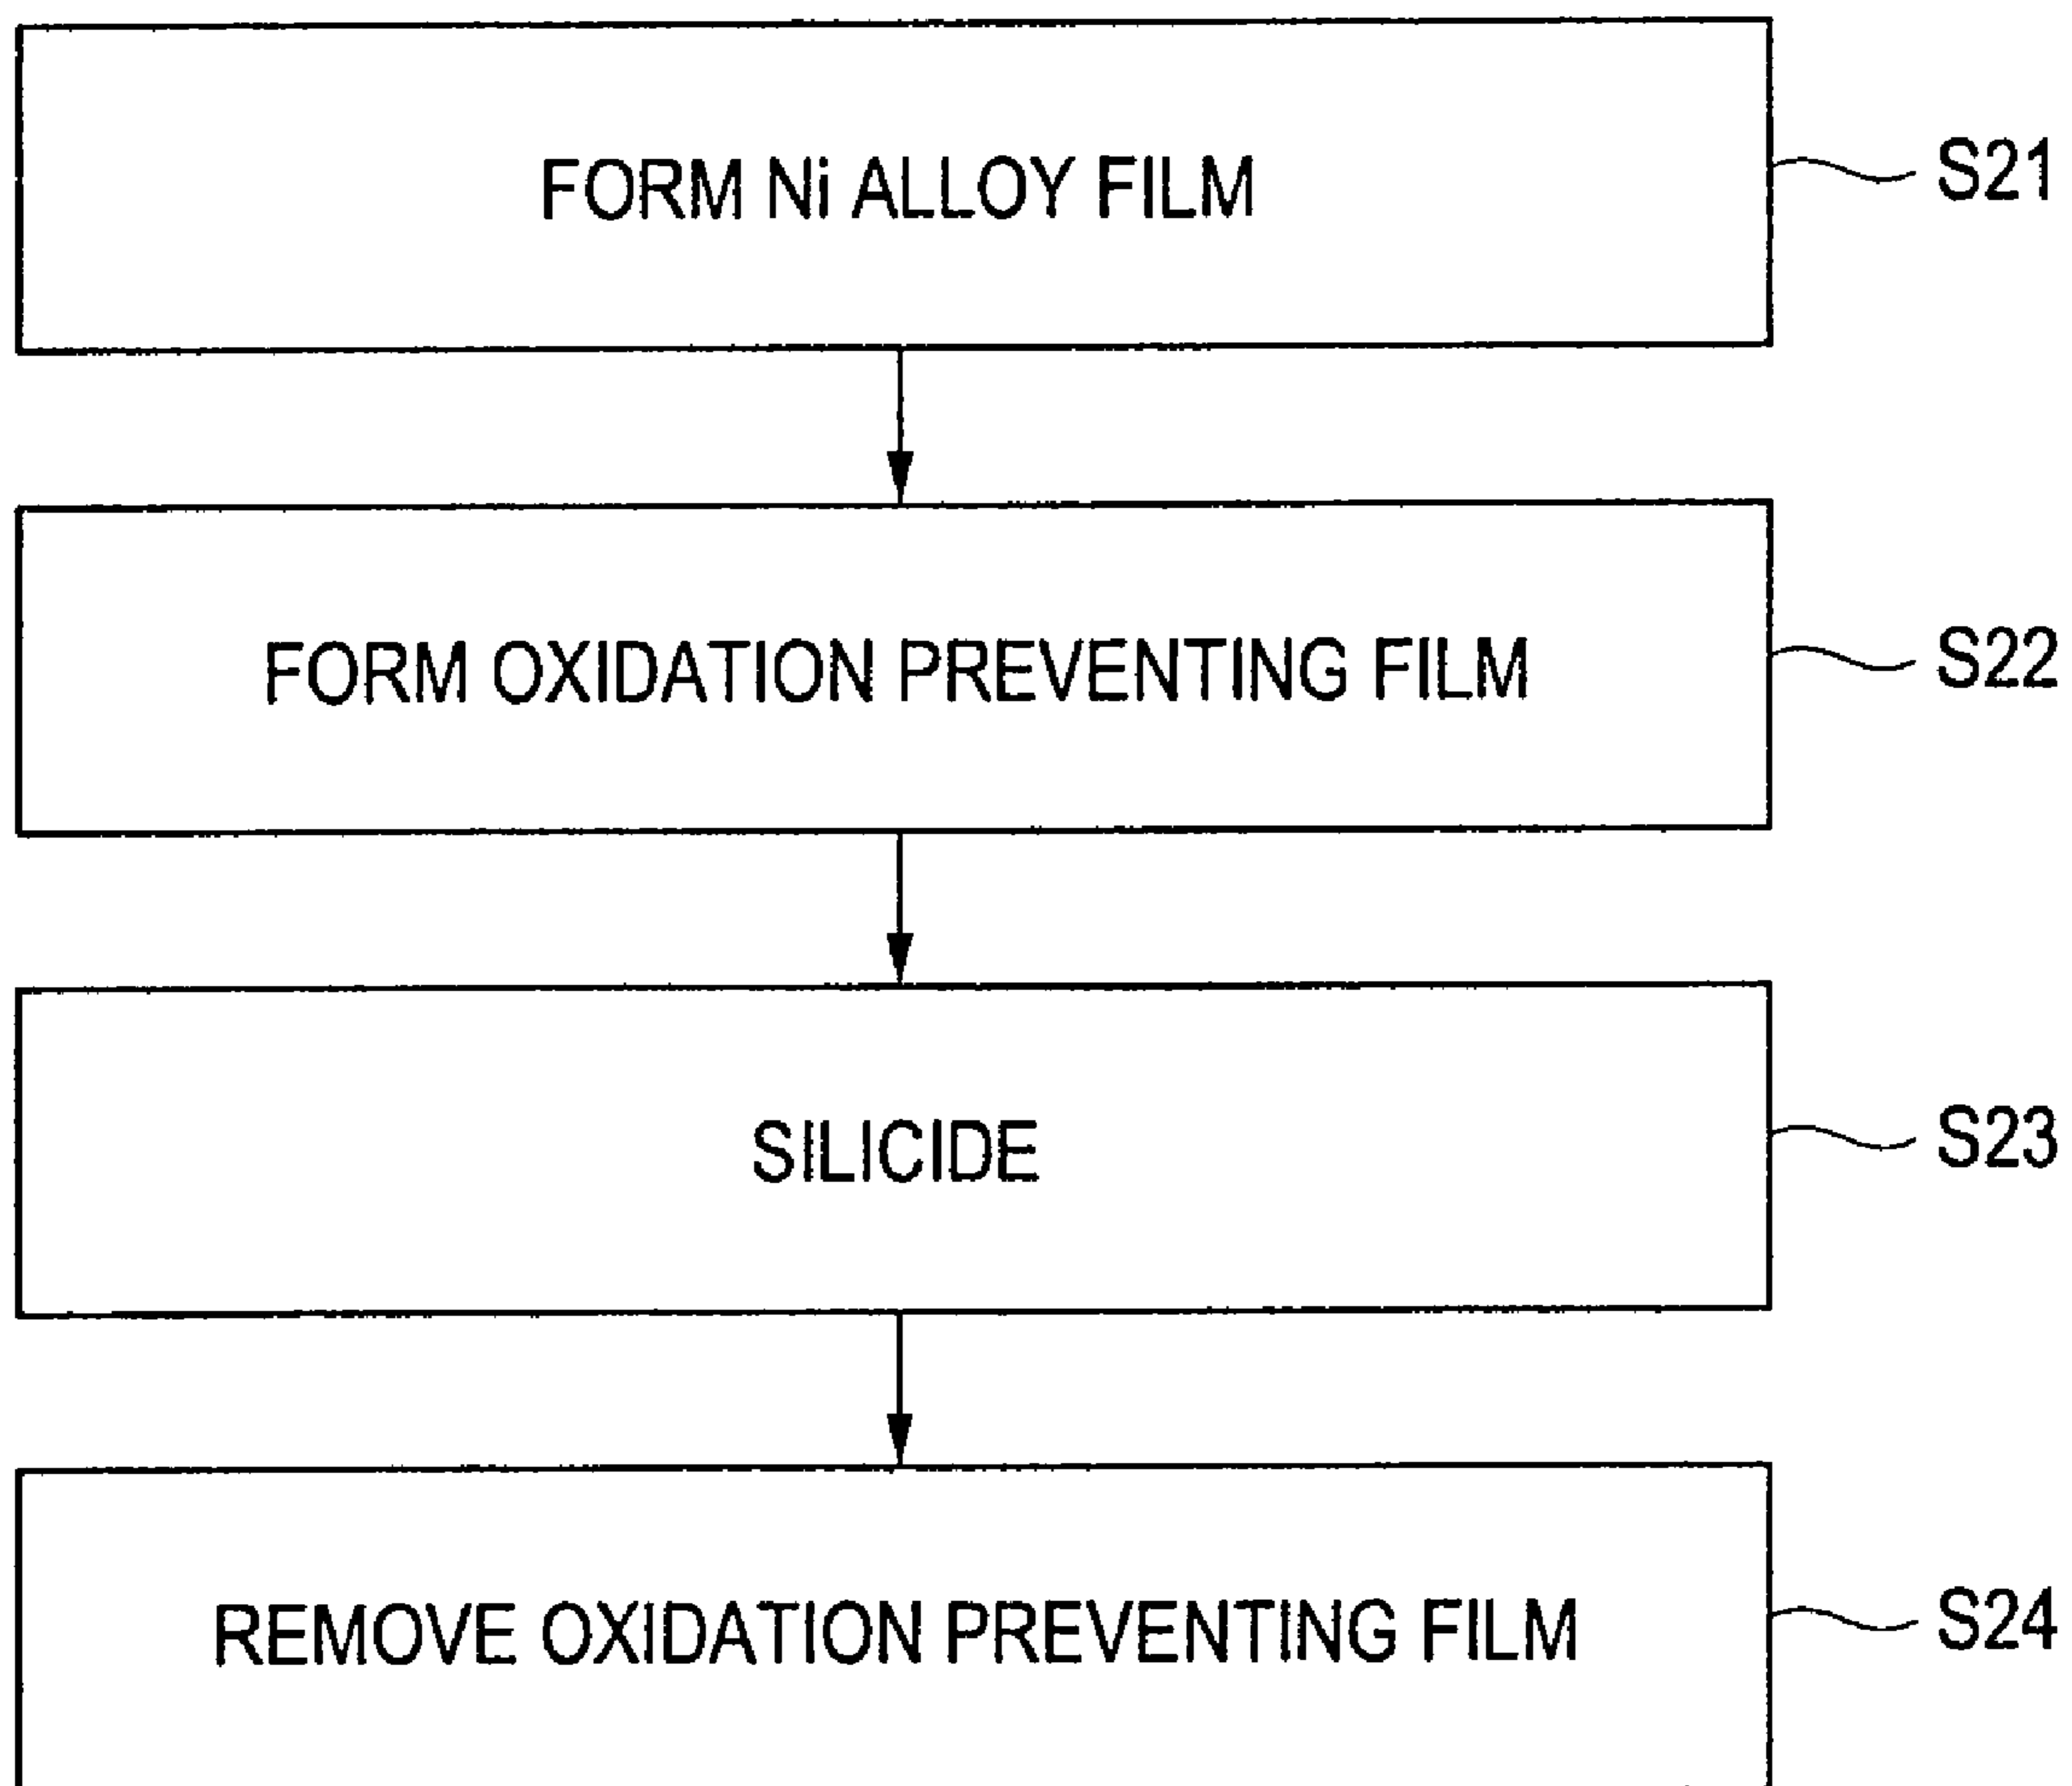 FORM Ni ALLOY FILM
S21
FORM OXIDATION PREVENTING FILM
S22
SILICIDE
S23
REMOVE OXIDATION PREVENTING FILM
S24